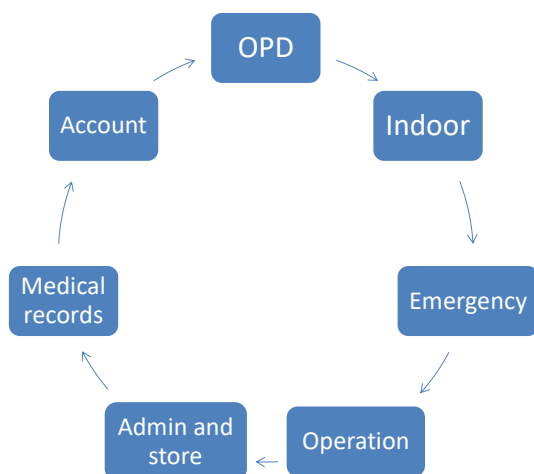 OPD
Indoor
Emergency
Operation
Admin and
store
Medical
records
Account